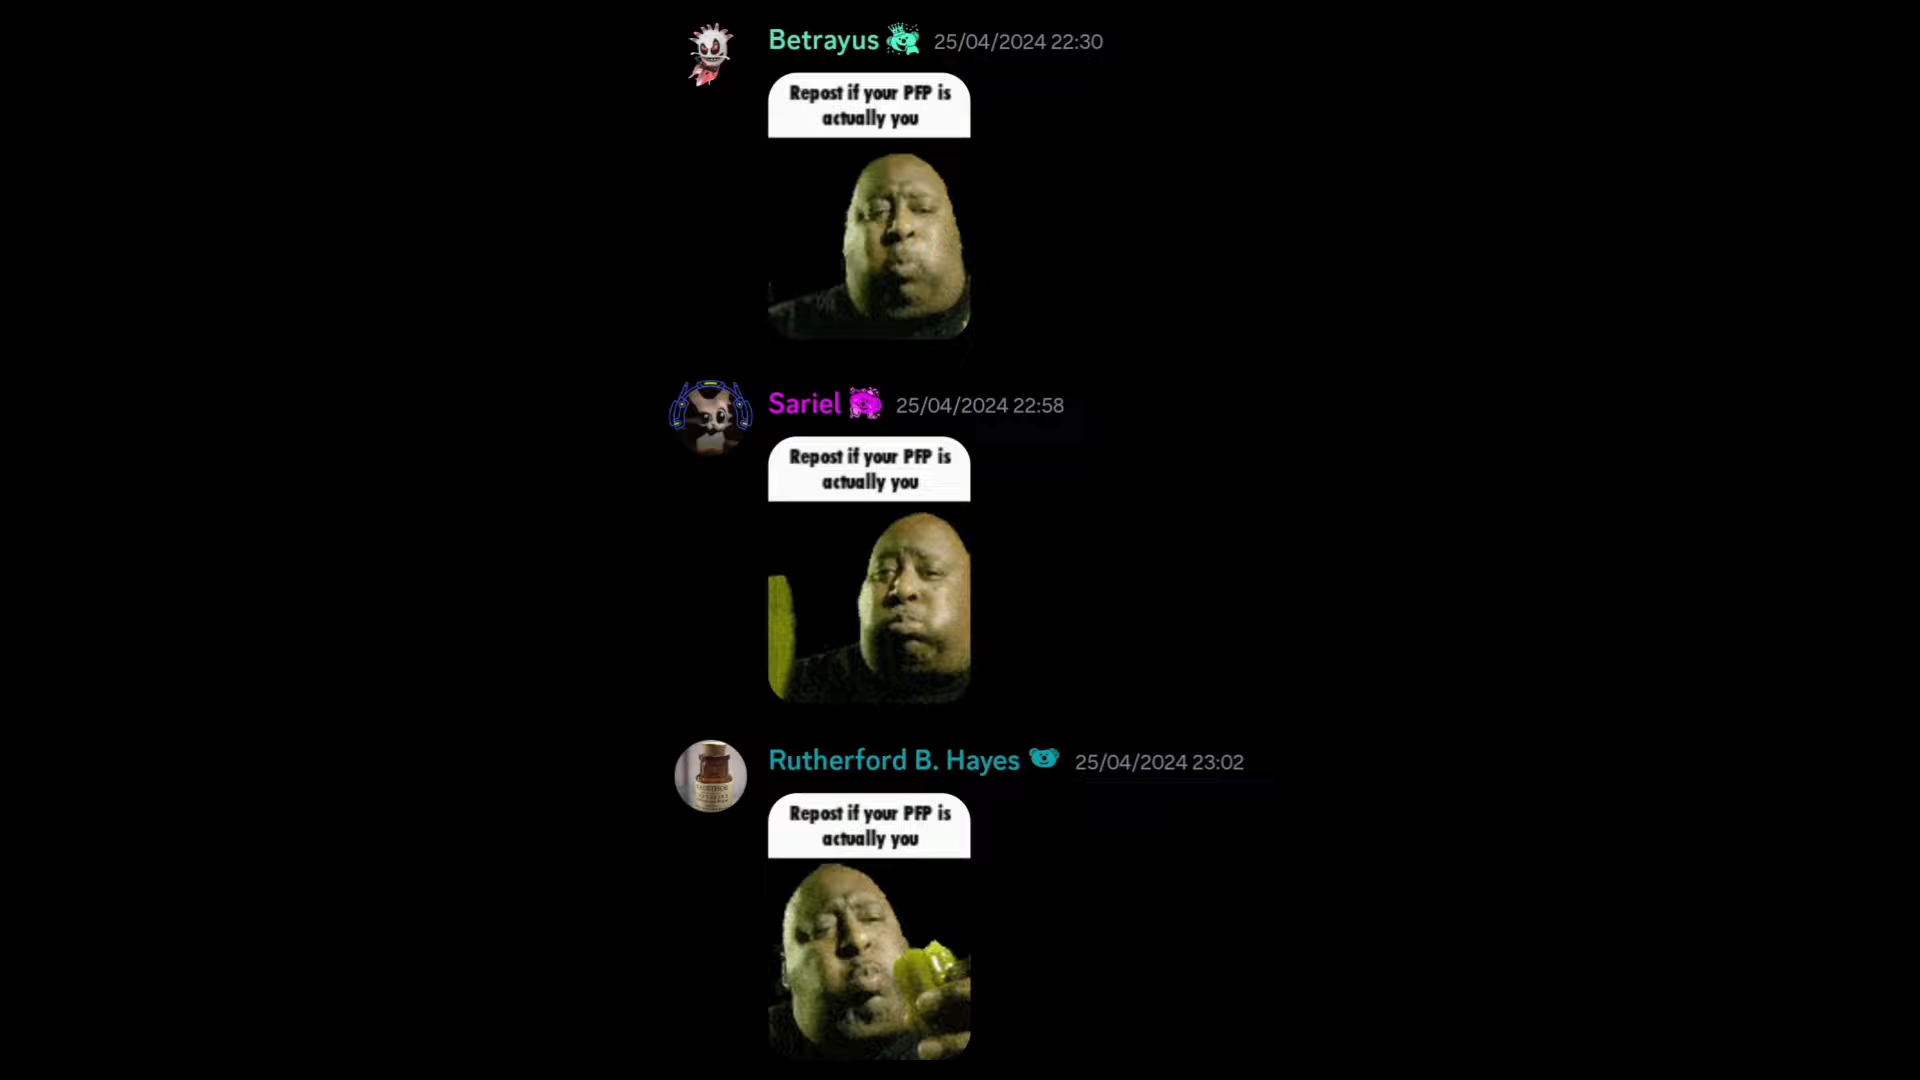 Betrayus 25/04/2024 22:30
Repost if your PFP is
actually you
Sariel 25/04/2024 22:58
Repost if your PFP is
actually you
Rutherford B. Hayes 25/04/2024 23:02
Repost if your PFP is
actually you